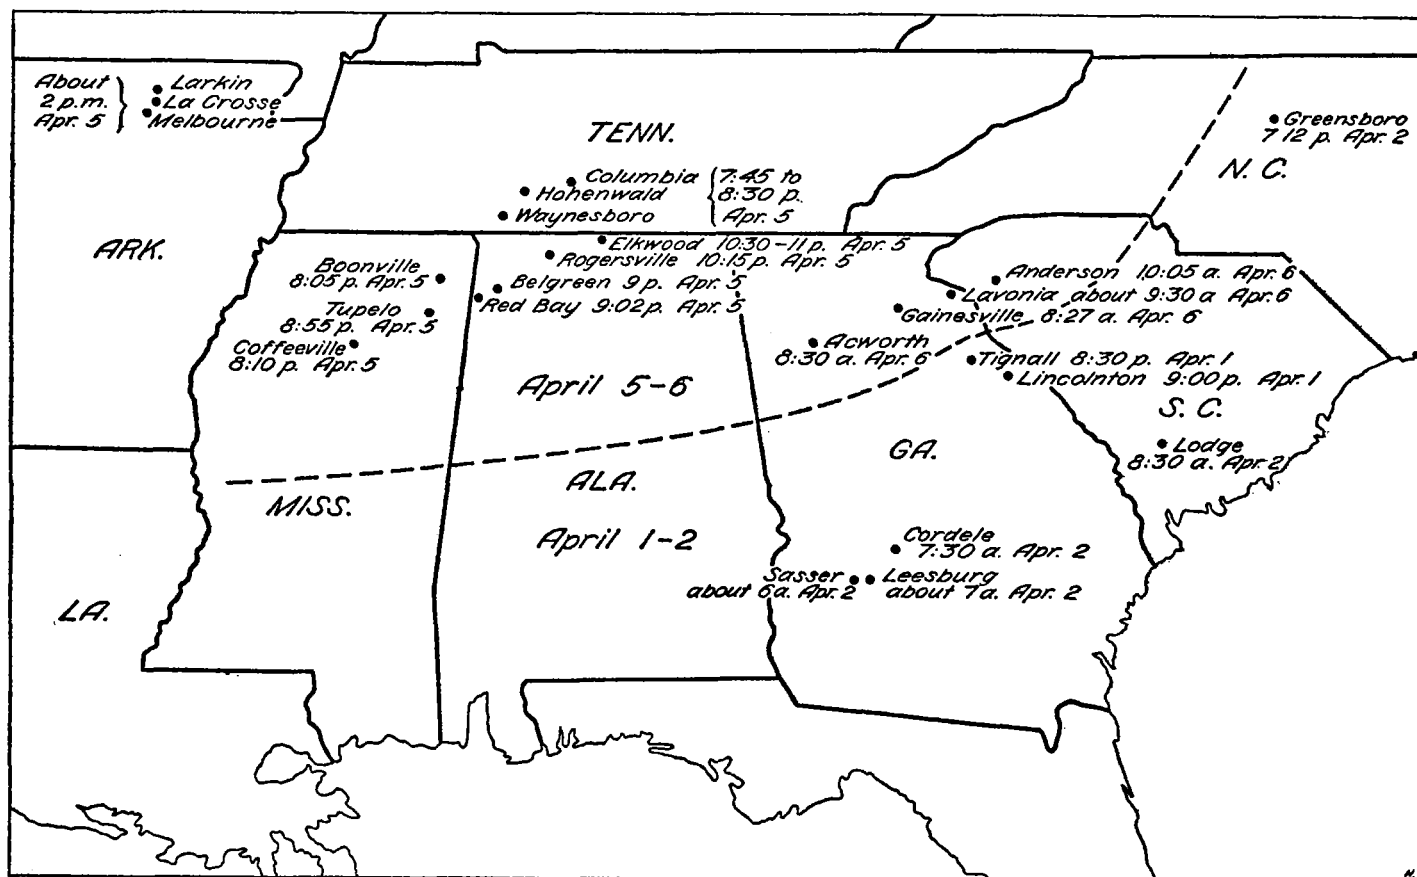 About
2 p.m.
Apr. 5
Larkin
La Crosse
Melbourne
TENN.
Greensboro
7 12 p. Apr. 2
N. C.
Columbia
Hohenwald
Waynesboro
7:45 to
8:30 p.
Apr. 5
ARK.
Elkwood 10:30-11 p. Apr. 5
Rogersville 10:15 p. Apr. 5
Boonville
8:05 p. Apr. 5
Belgreen 9 p. Apr. 5
Red Bay 9:02 p. Apr. 5
Tupelo
8:55 p. Apr. 5
Coffeeville
8:10 p. Apr. 5
Anderson 10:05 a. Apr. 6
Lavonia about 9:30 a Apr. 6
Gainesville 8:27 a. Apr. 6
Acworth
8:30 a. Apr. 6
Tignall 8:30 p. Apr. 1
Lincolnton 9:00 p. Apr. 1
S. C.
April 5-6
Lodge
8:30 a. Apr. 2
GA.
MISS.
ALA.
April 1-2
Cordele
7:30 a. Apr. 2
Sasser
about 6 a. Apr. 2
Leesburg
about 7 a. Apr. 2
LA.